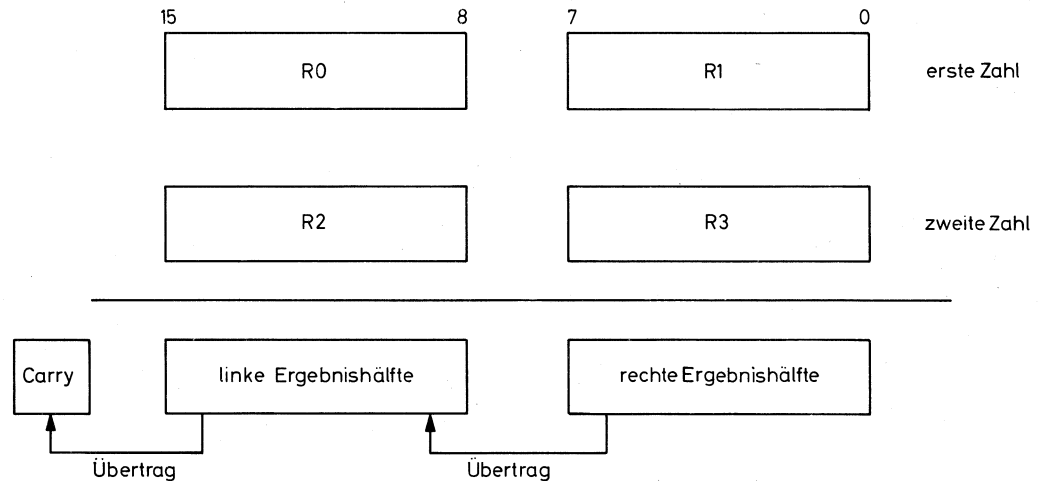 15 8 7 0
R0 R1 erste Zahl
R2 R3 zweite Zahl
Carry linke Ergebnishälfte rechte Ergebnishälfte
Übertrag Übertrag